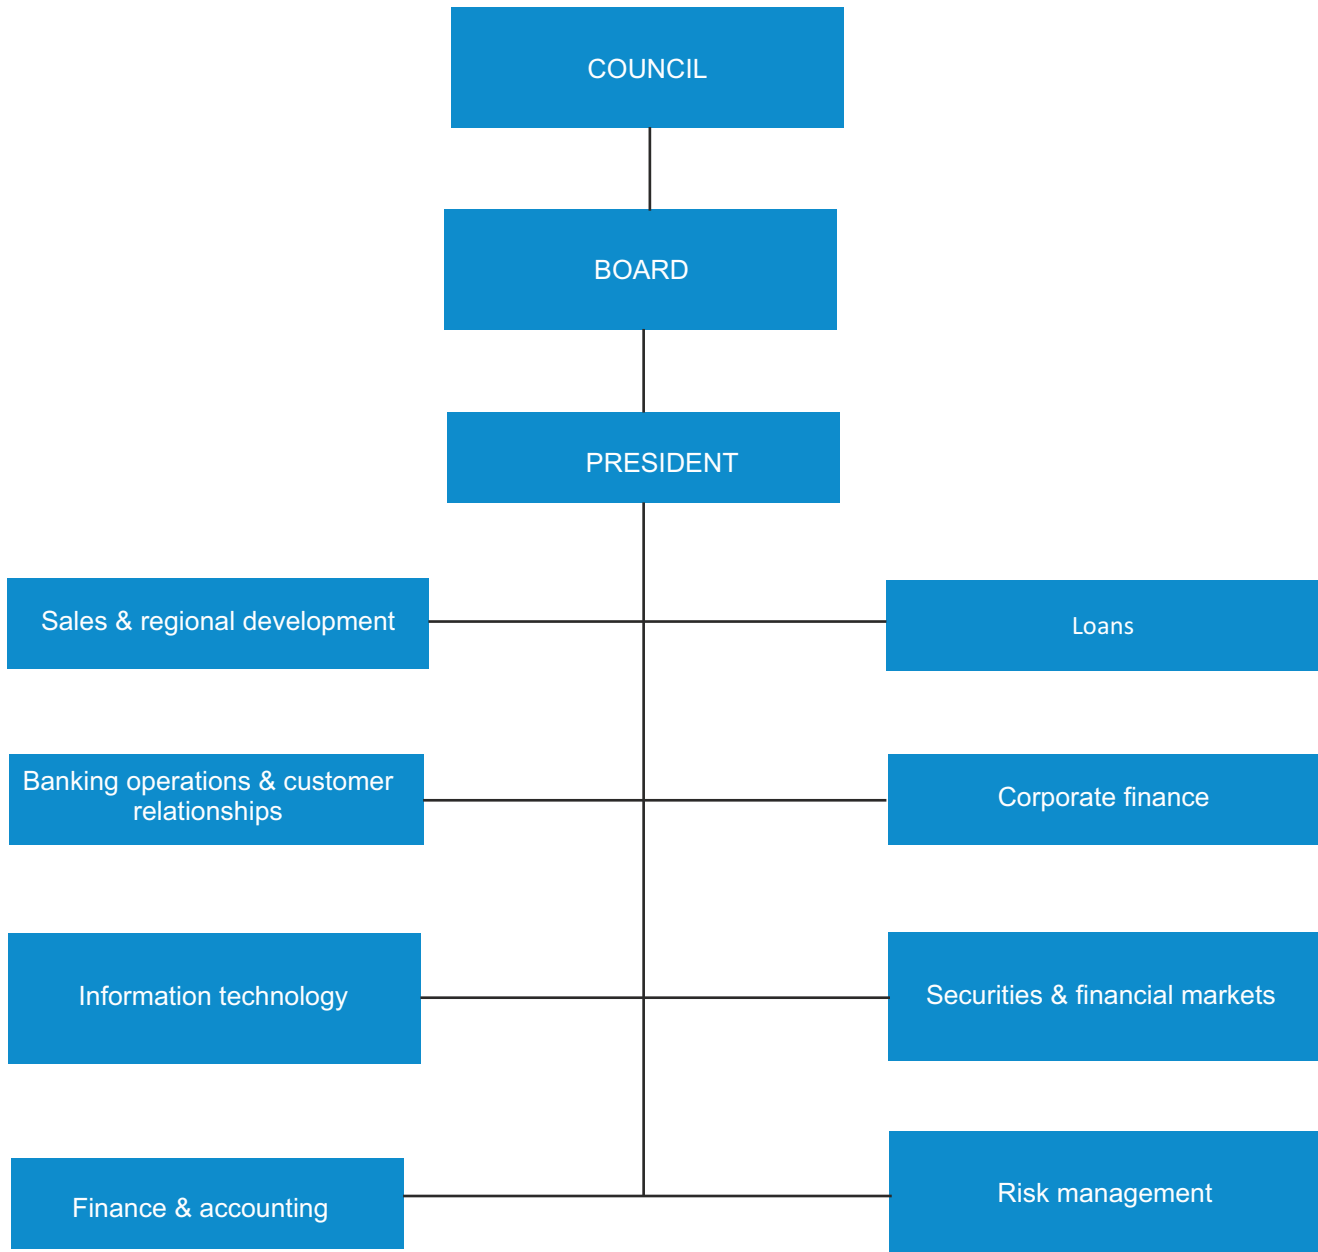 COUNCIL
BOARD
PRESIDENT
Sales & regional development
Loans
Banking operations & customer
relationships
Corporate finance
Information technology
Securities & financial markets
Finance & accounting
Risk management